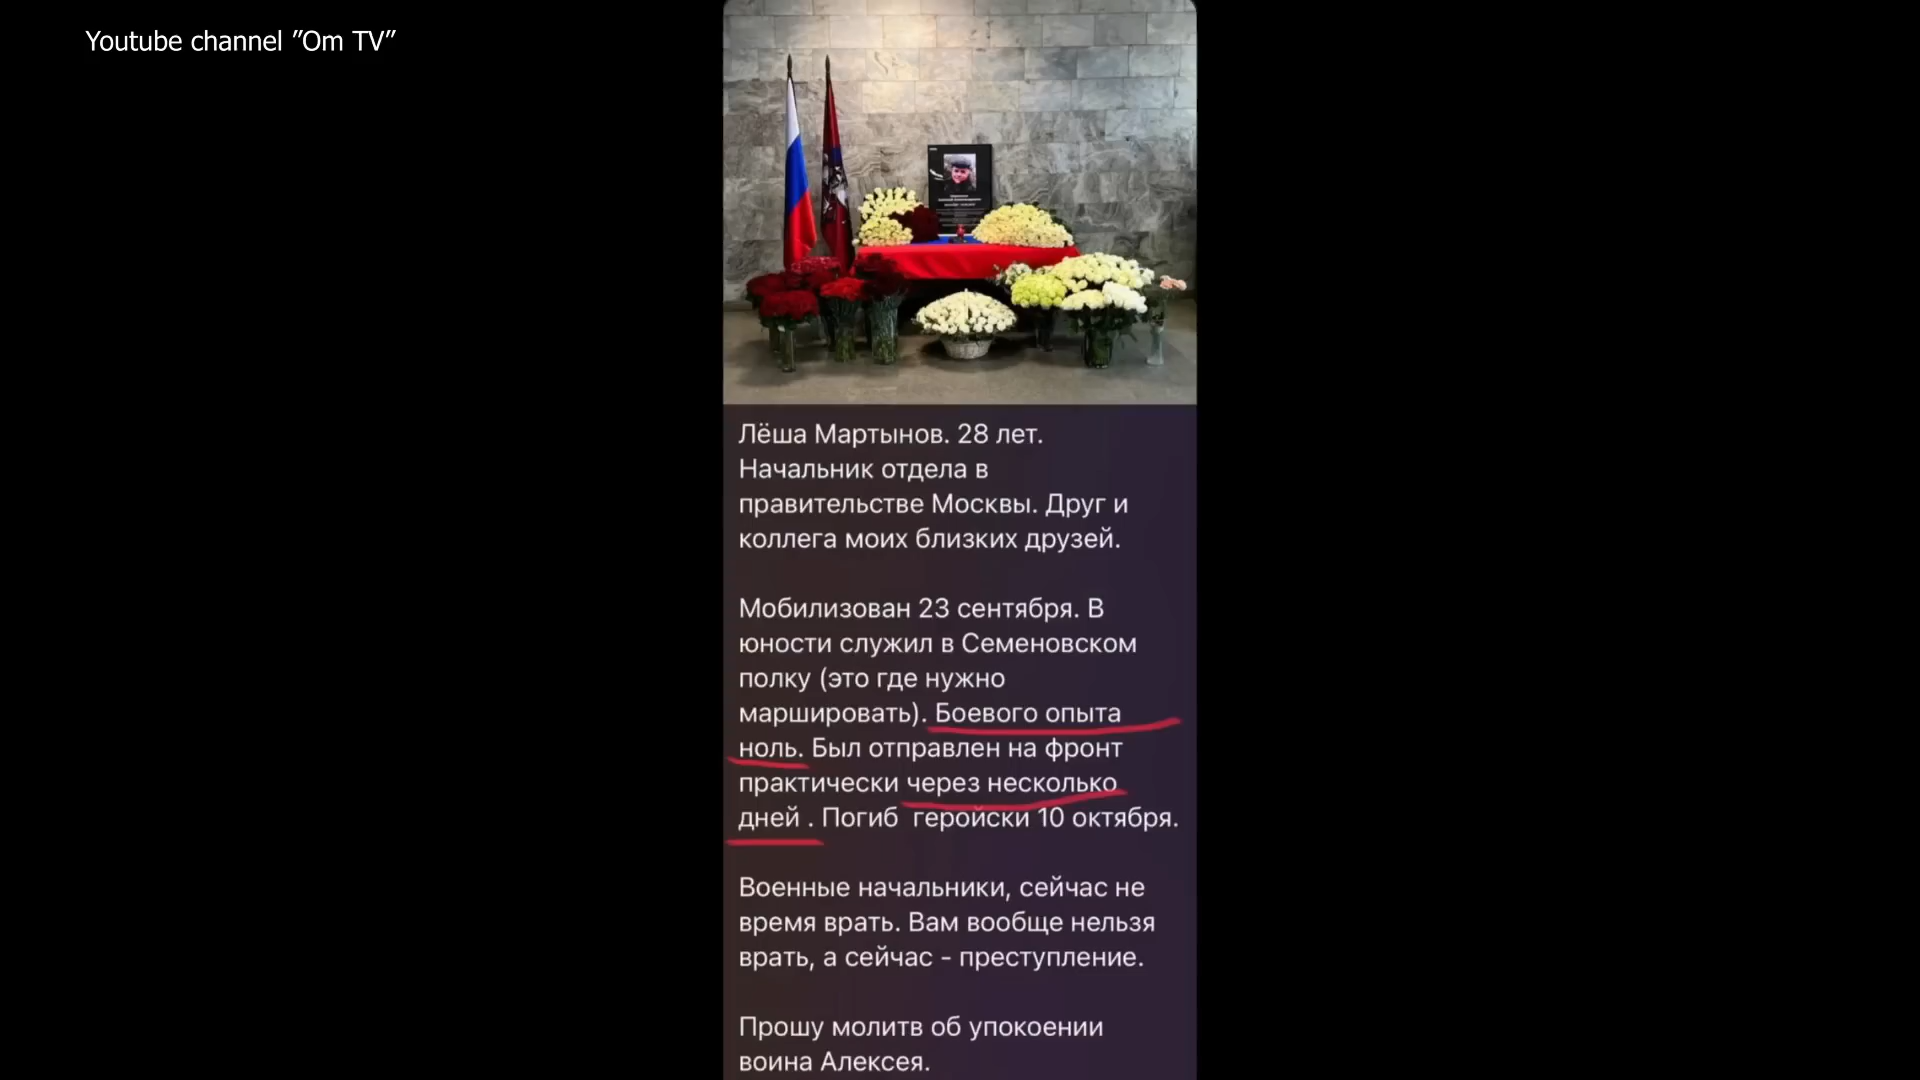 Youtube channel ”Om TV”
Лёша Мартынов. 28 лет.
Начальник отдела в
правительстве Москвы. Друг и
коллега моих близких друзей.
Мобилизован 23 сентября. В
юности служил в Семеновском
полку (это где нужно
маршировать). Боевого опыта
ноль. Был отправлен на фронт
практически через несколько
дней . Погиб  геройски 10 октября.
Военные начальники, сейчас не
время врать. Вам вообще нельзя
врать, а сейчас - преступление.
Прошу молитв об упокоении
воина Алексея.